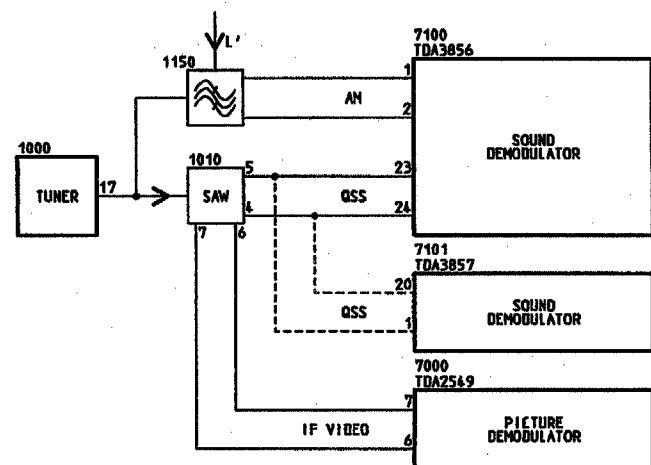 L'
7100
TDA3856
1150
1
AM
2
SOUND
DEMODULATOR
1000
1010
TUNER
17
SAW
5
23
QSS
4
24
7
6
7101
TDA3857
20
QSS
1
SOUND
DEMODULATOR
7000
TDA2549
7
IF VIDEO
6
PICTURE
DEMODULATOR